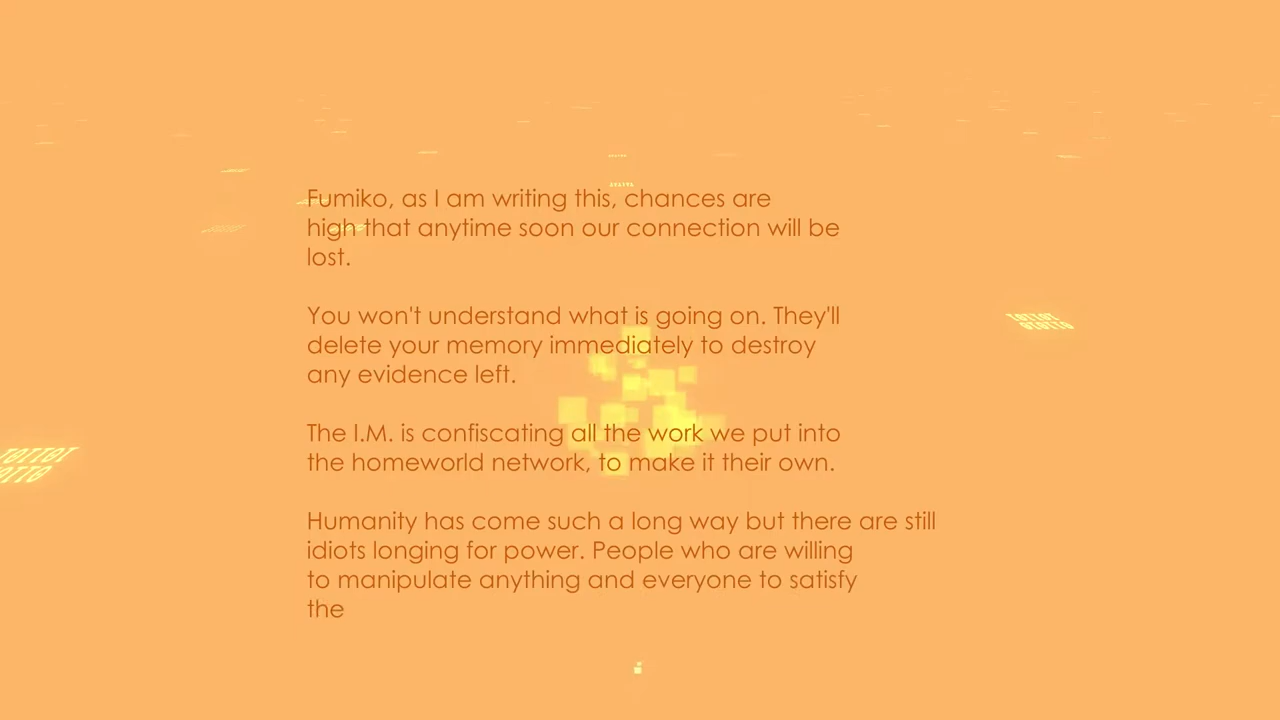 Fumiko, as I am writing this, chances are
high that anytime soon our connection will be
lost.
You won't understand what is going on. They'll
delete your memory immediately to destroy
any evidence left.
The I.M. is confiscating all the work we put into
the homeworld network, to make it their own.
Humanity has come such a long way but there are still
idiots longing for power. People who are willing
to manipulate anything and everyone to satisfy
the